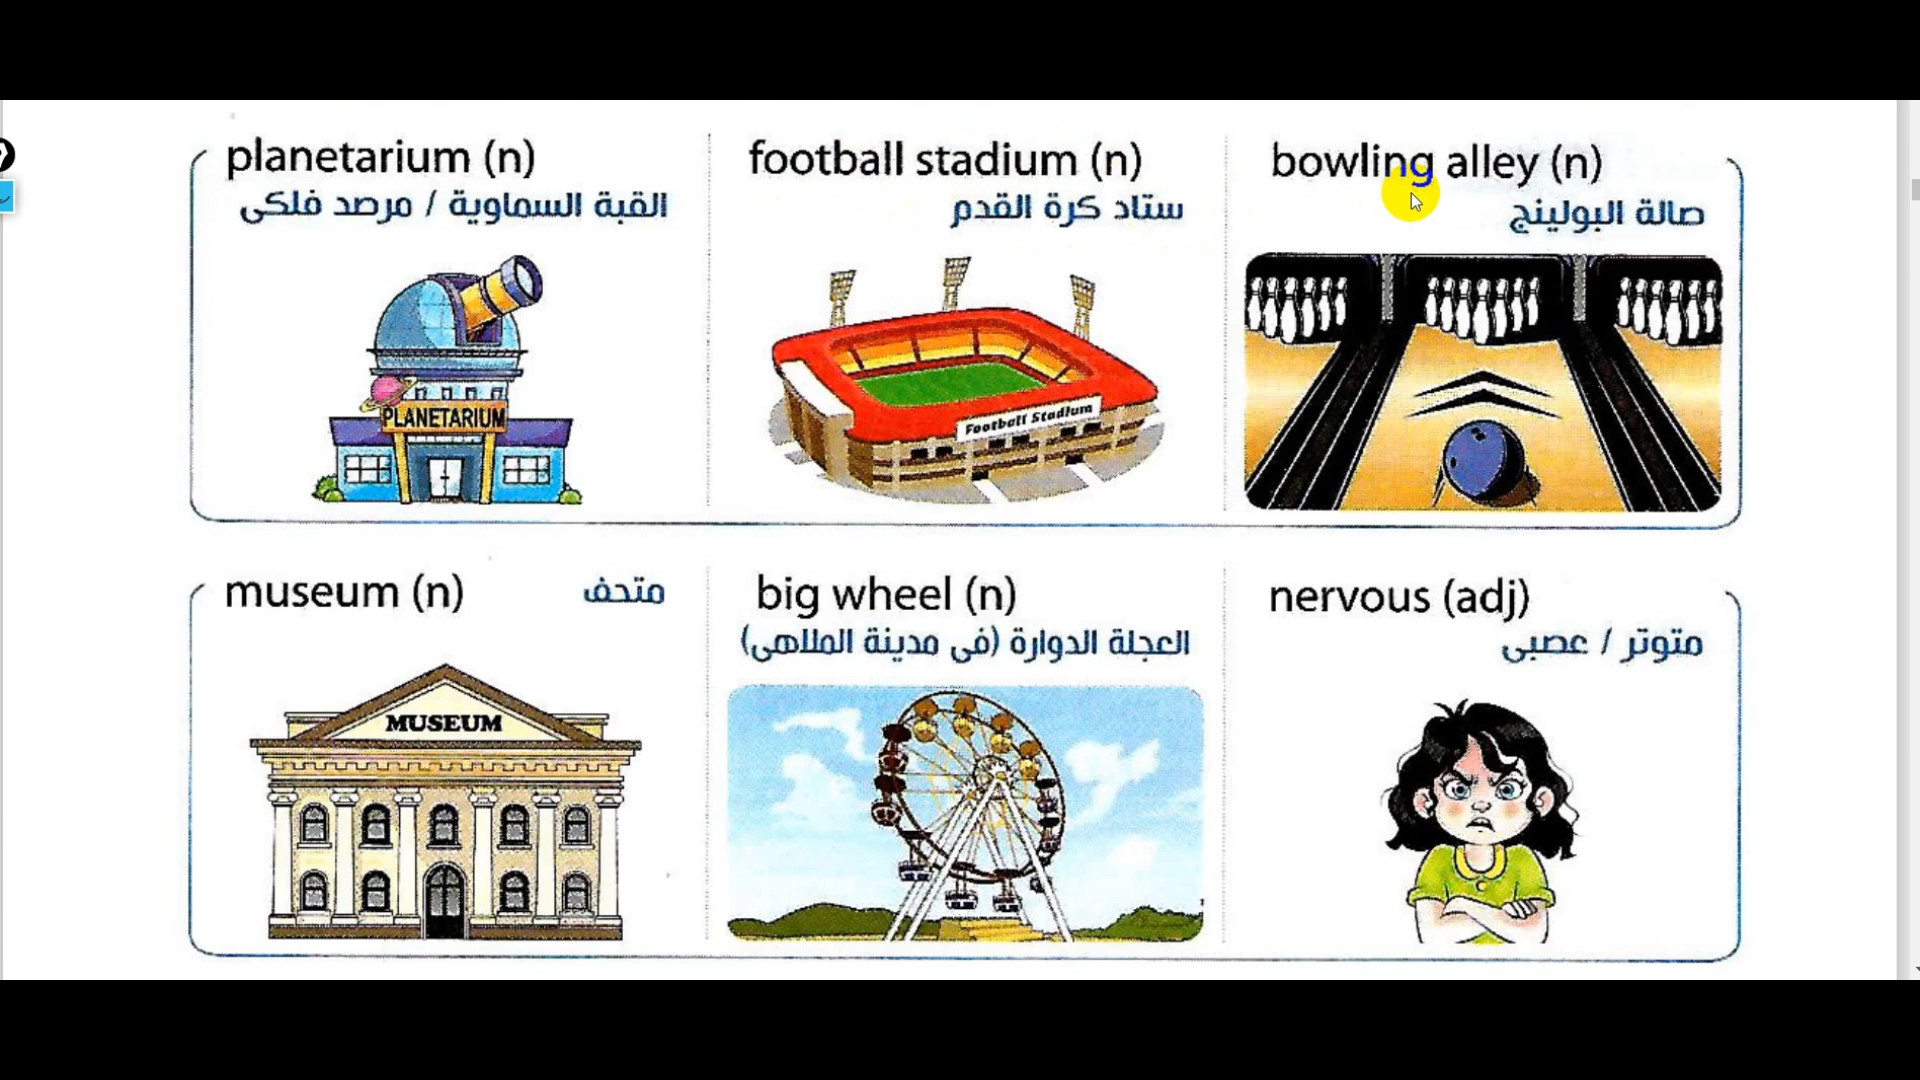 planetarium (n)
القبة السماوية / مرصد فلكى
PLANETARIUM
football stadium (n)
ستاد كرة القدم
Football Stadium
bowling alley (n)
صالة البولينج
museum (n) متحف
MUSEUM
big wheel (n)
العجلة الدوارة (فى مدينة الملاهى)
nervous (adj)
متوتر / عصبى